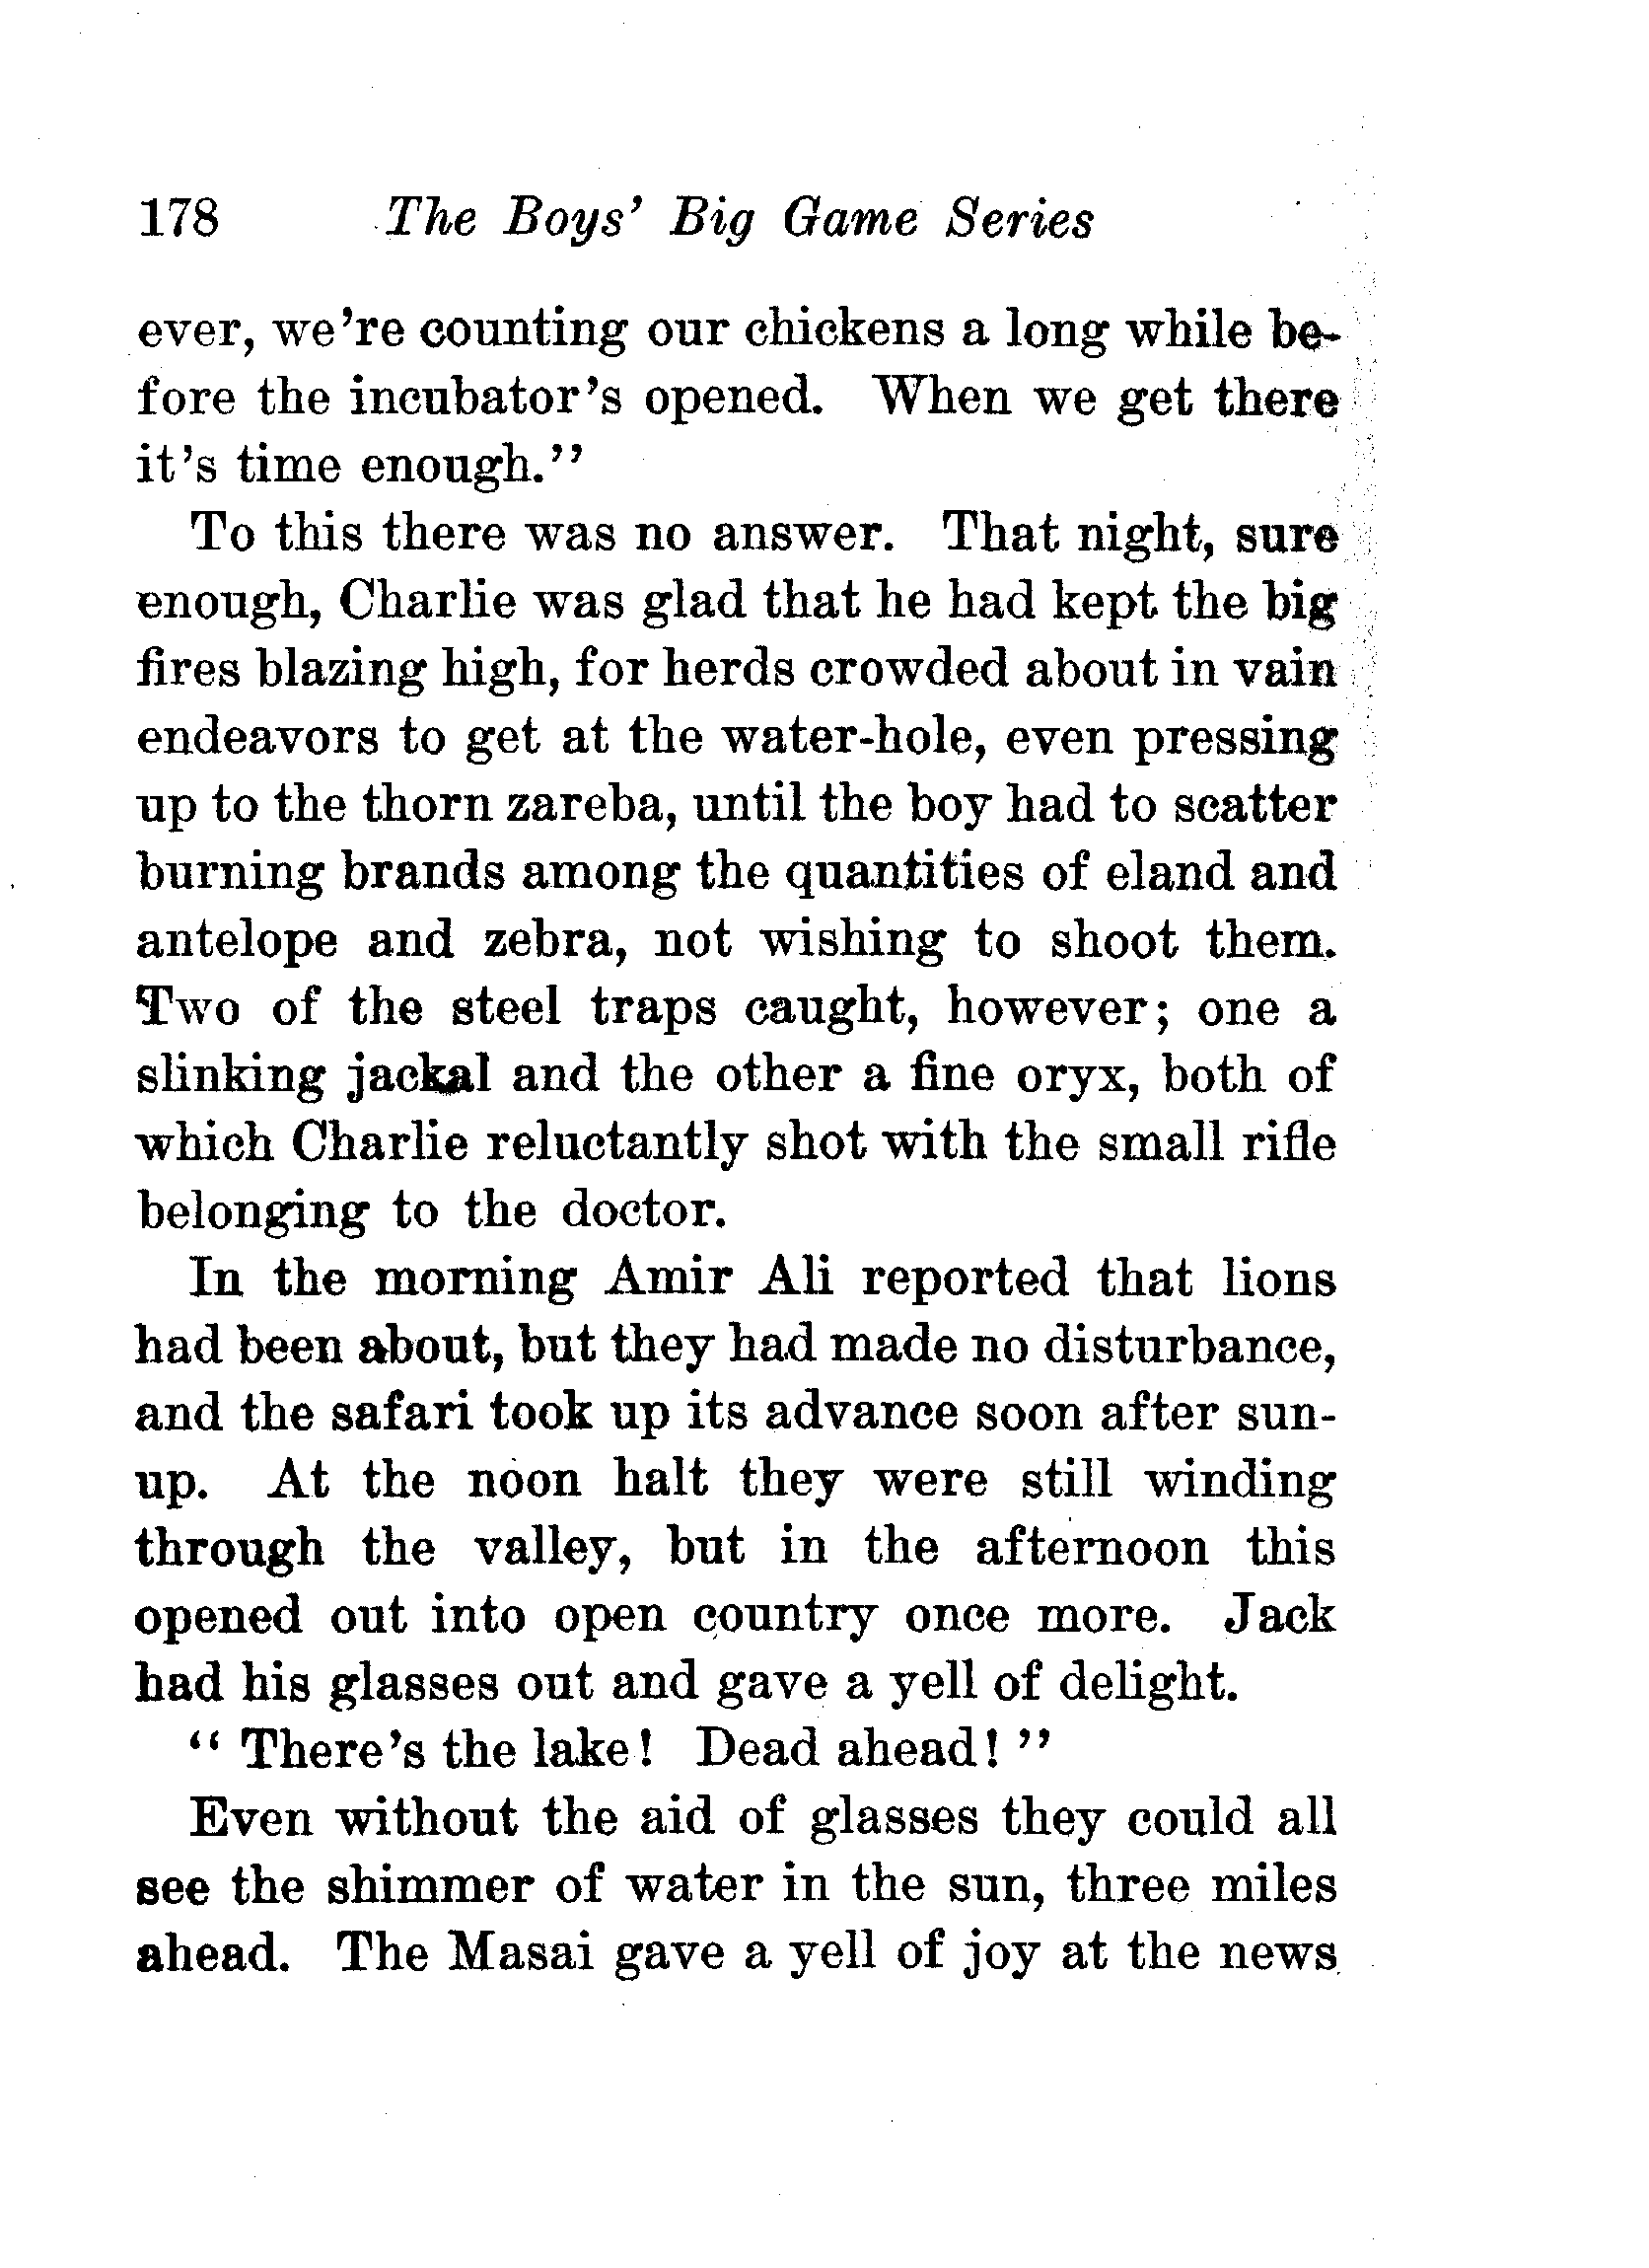 178 The Boys' Big Game Series
ever, we're counting our chickens a long while be-
fore the incubator's opened. When we get there
it's time enough."
To this there was no answer. That night, sure
enough, Charlie was glad that he had kept the big
fires blazing high, for herds crowded about in vain
endeavors to get at the water-hole, even pressing
up to the thorn zareba, until the boy had to scatter
burning brands among the quantities of eland and
antelope and zebra, not wishing to shoot them.
Two of the steel traps caught, however; one a
slinking jackal and the other a fine oryx, both of
which Charlie reluctantly shot with the small rifle
belonging to the doctor.
In the morning Amir Ali reported that lions
had been about, but they had made no disturbance,
and the safari took up its advance soon after sun-
up. At the noon halt they were still winding
through the valley, but in the afternoon this
opened out into open country once more. Jack
had his glasses out and gave a yell of delight.
" There's the lake! Dead ahead! "
Even without the aid of glasses they could all
see the shimmer of water in the sun, three miles
ahead. The Masai gave a yell of joy at the news